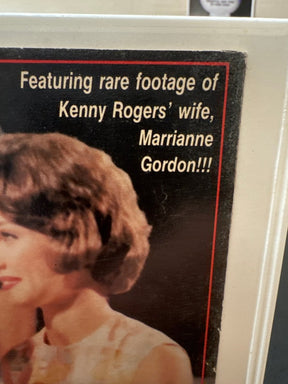 Featuring rare footage of
Kenny Rogers' wife,
Marrianne
Gordon!!!